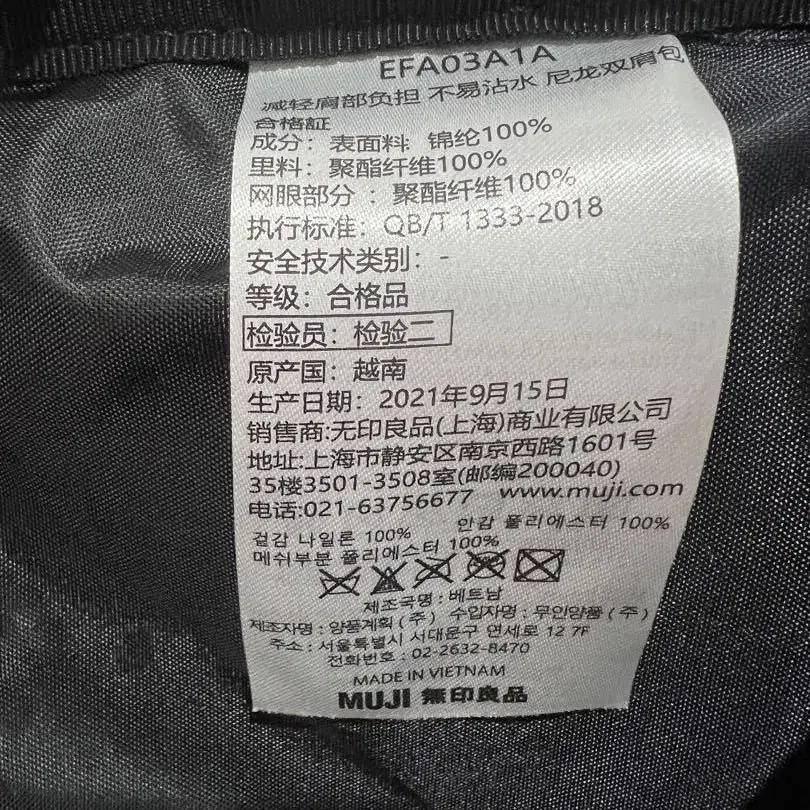 EFA03A1A
减轻肩部负担 不易沾水 尼龙双肩包
合格証
成分：表面料: 锦纶100%
里料：聚酯纤维100%
网眼部分 ：聚酯纤维100%
执行标准：QB/T 1333-2018
安全技术类别：-
等级：合格品
检验员：检验二
原产国：越南
生产日期：2021年9月15日
销售商:无印良品(上海)商业有限公司
地址:上海市静安区南京西路1601号
35楼3501-3508室(邮编200040)
电话:021-63756677 www.muji.com
겉감 나일론 100% 안감 폴리에스터 100%
메쉬부분 폴리에스터 100%
제조국명 : 베트남
제조자명 : 양품계획 (주) 수입자명 : 무인양품 (주)
주소 : 서울특별시 서대문구 연세로 12 7F
전화번호 : 02-2632-8470
MADE IN VIETNAM
MUJI 無印良品